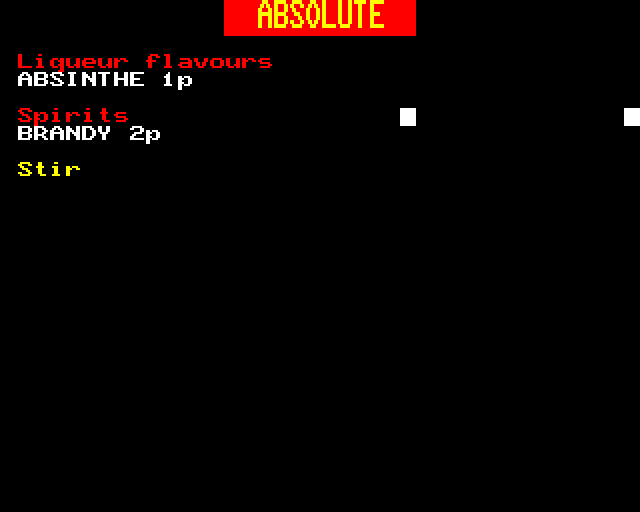 ABSOLUTE
Liqueur flavours
ABSINTHE 1p
Spirits
BRANDY 2p
Stir